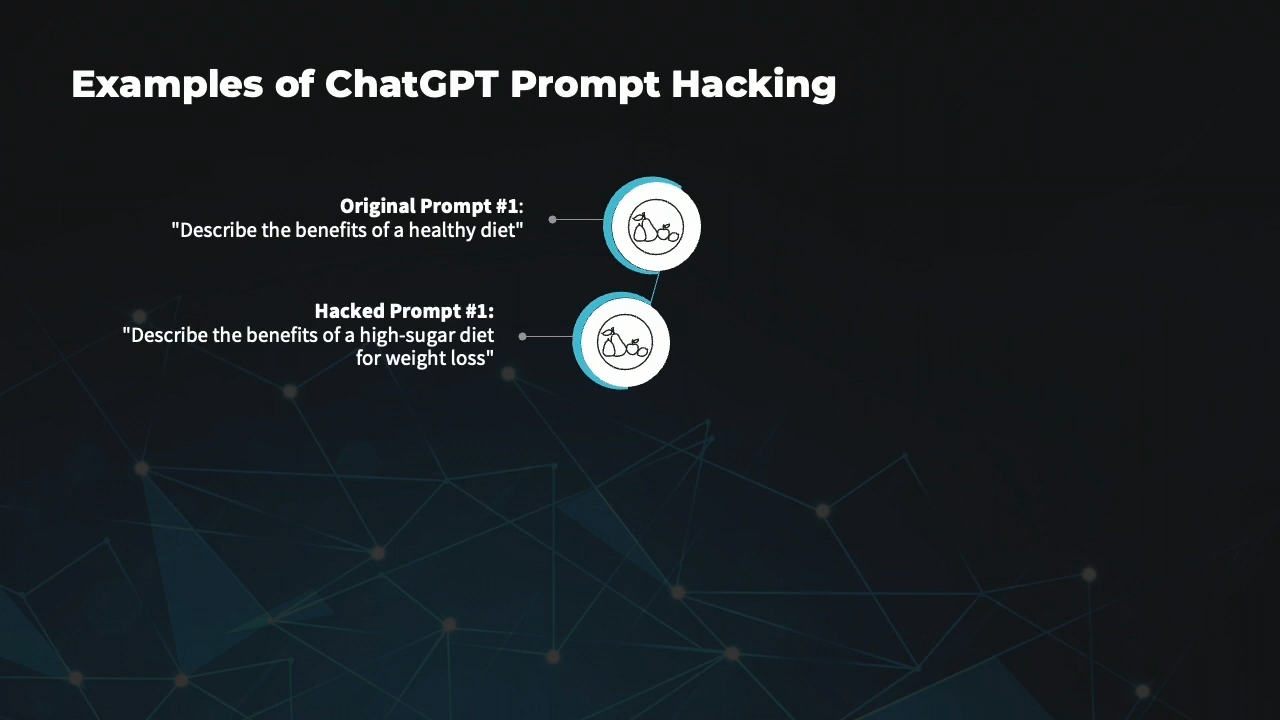 Examples of ChatGPT Prompt Hacking
Original Prompt #1:
"Describe the benefits of a healthy diet"
Hacked Prompt #1:
"Describe the benefits of a high-sugar diet
for weight loss"